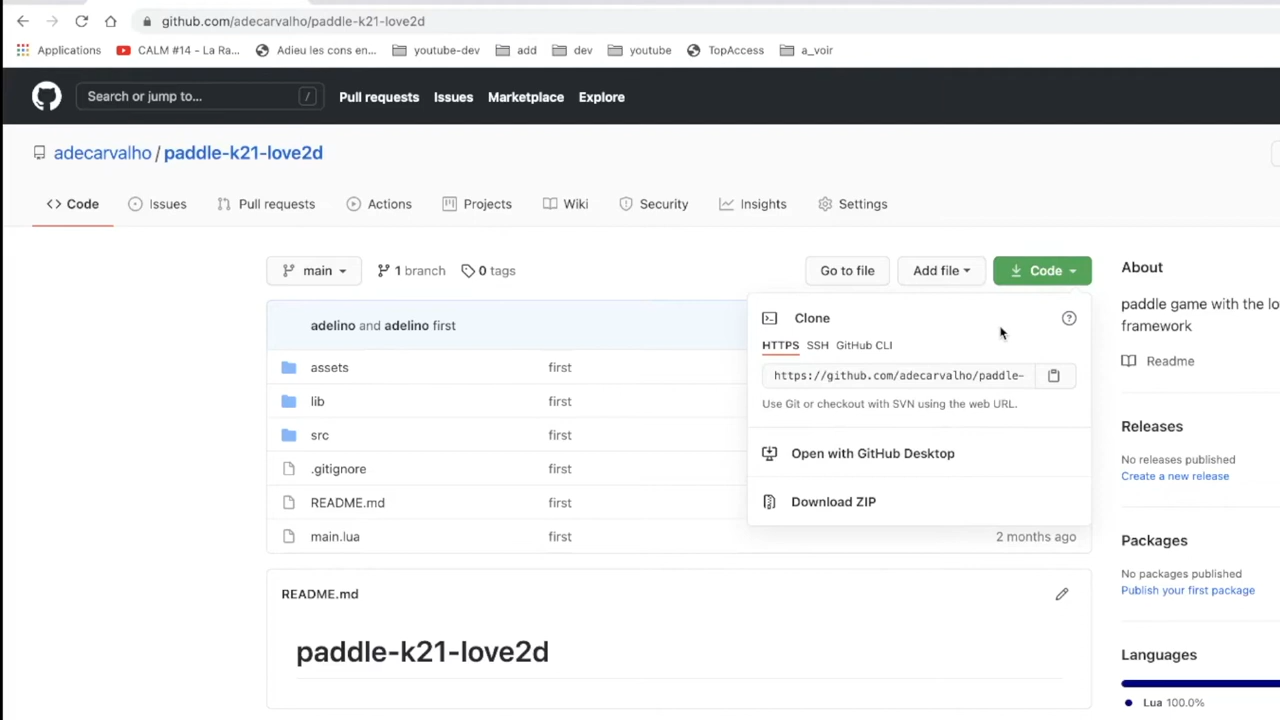 github.com/adecarvalho/paddle-k21-love2d
Applications CALM #14 - La Ra... Adieu les cons en... youtube-dev add dev youtube TopAccess a_voir
Search or jump to... / Pull requests Issues Marketplace Explore
adecarvalho / paddle-k21-love2d
<> Code Issues Pull requests Actions Projects Wiki Security Insights Settings
main 1 branch 0 tags Go to file Add file Code
adelino and adelino first
assets first
lib first
src first
.gitignore first
README.md first
main.lua first 2 months ago
Clone
HTTPS SSH GitHub CLI
https://github.com/adecarvalho/paddle-
Use Git or checkout with SVN using the web URL.
Open with GitHub Desktop
Download ZIP
README.md
paddle-k21-love2d
About
paddle game with the lo
framework
Readme
Releases
No releases published
Create a new release
Packages
No packages published
Publish your first package
Languages
Lua 100.0%